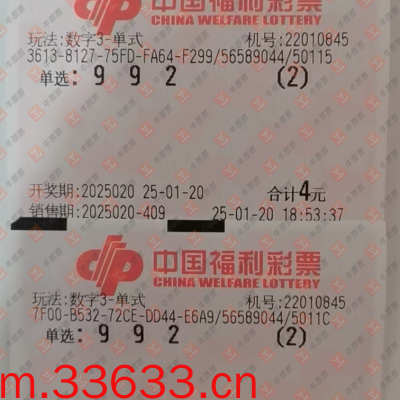 中国福利彩票
CHINA WELFARE LOTTERY
玩法:数字3-单式 机号:22010845
3613-8127-75FD-FA64-F299/56589044/50115
单选: 9 9 2 (2)
开奖期:2025020 25-01-20 合计4元
销售期:2025020-409 25-01-20 18:53:37
中国福利彩票
CHINA WELFARE LOTTERY
玩法:数字3-单式 机号:22010845
7F00-B532-72CE-DD44-E6A9/56589044/5011C
单选: 9 9 2 (2)
m.33633.cn